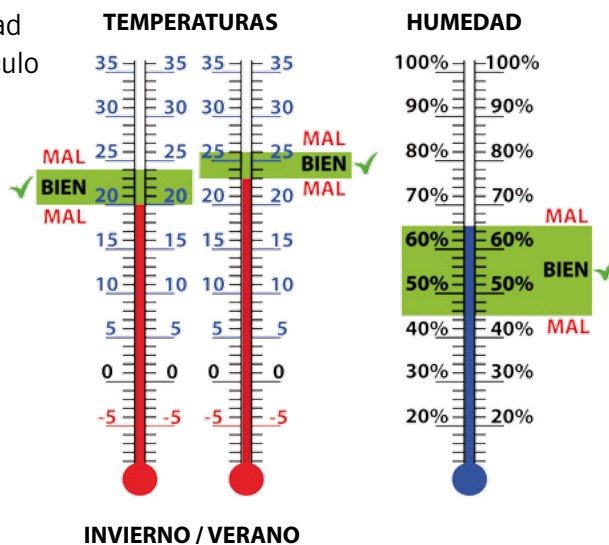 ad
culo
TEMPERATURAS
HUMEDAD
35 35 35 35
30 30 30 30
25 25 25 25
20 20 20 20
15 15 15 15
10 10 10 10
5 5 5 5
0 0 0 0
-5 -5 -5 -5
MAL
BIEN
MAL
MAL
BIEN
MAL
100% 100%
90% 90%
80% 80%
70% 70%
60% 60%
50% 50%
40% 40%
30% 30%
20% 20%
MAL
BIEN
MAL
INVIERNO / VERANO